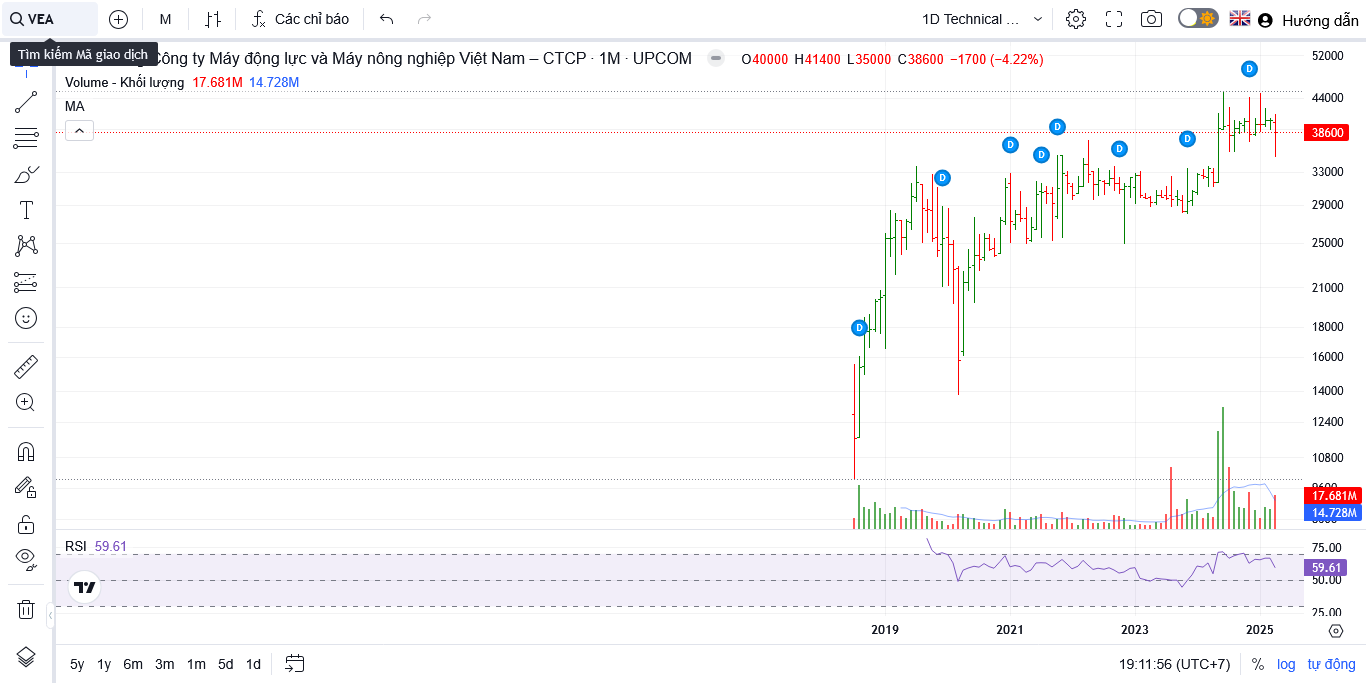 VEA
M
Các chỉ báo
1D Technical ...
Hướng dẫn
Tìm kiếm Mã giao dịch
Công ty Máy động lực và Máy nông nghiệp Việt Nam – CTCP · 1M · UPCOM
O40000 H41400 L35000 C38600 −1700 (−4.22%)
Volume - Khối lượng 17.681M 14.728M
MA
52000
44000
38600
33000
29000
25000
21000
18000
16000
14000
12400
10800
17.681M
14.728M
D
D
D
D
D
D
D
D
RSI 59.61
75.00
59.61
50.00
25.00
2019 2021 2023 2025
5y 1y 6m 3m 1m 5d 1d
19:11:56 (UTC+7) % log tự động